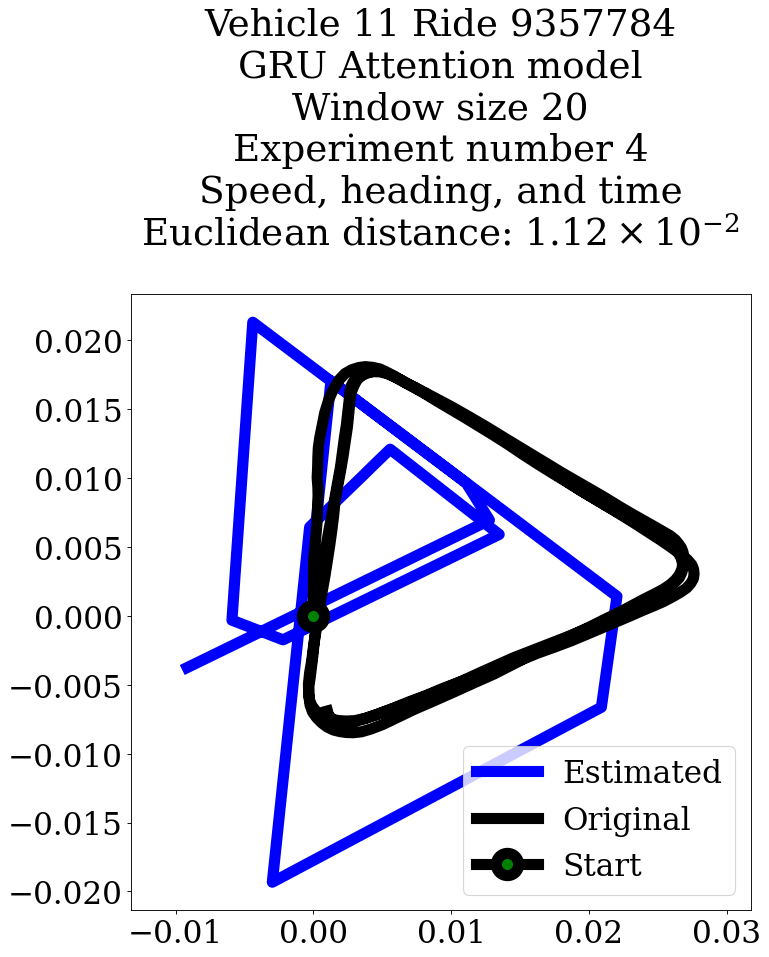 Vehicle 11 Ride 9357784
GRU Attention model
Window size 20
Experiment number 4
Speed, heading, and time
Euclidean distance: 1.12 × 10⁻²
0.020
0.015
0.010
0.005
0.000
−0.005
−0.010
−0.015
−0.020
−0.01 0.00 0.01 0.02 0.03
Estimated
Original
Start